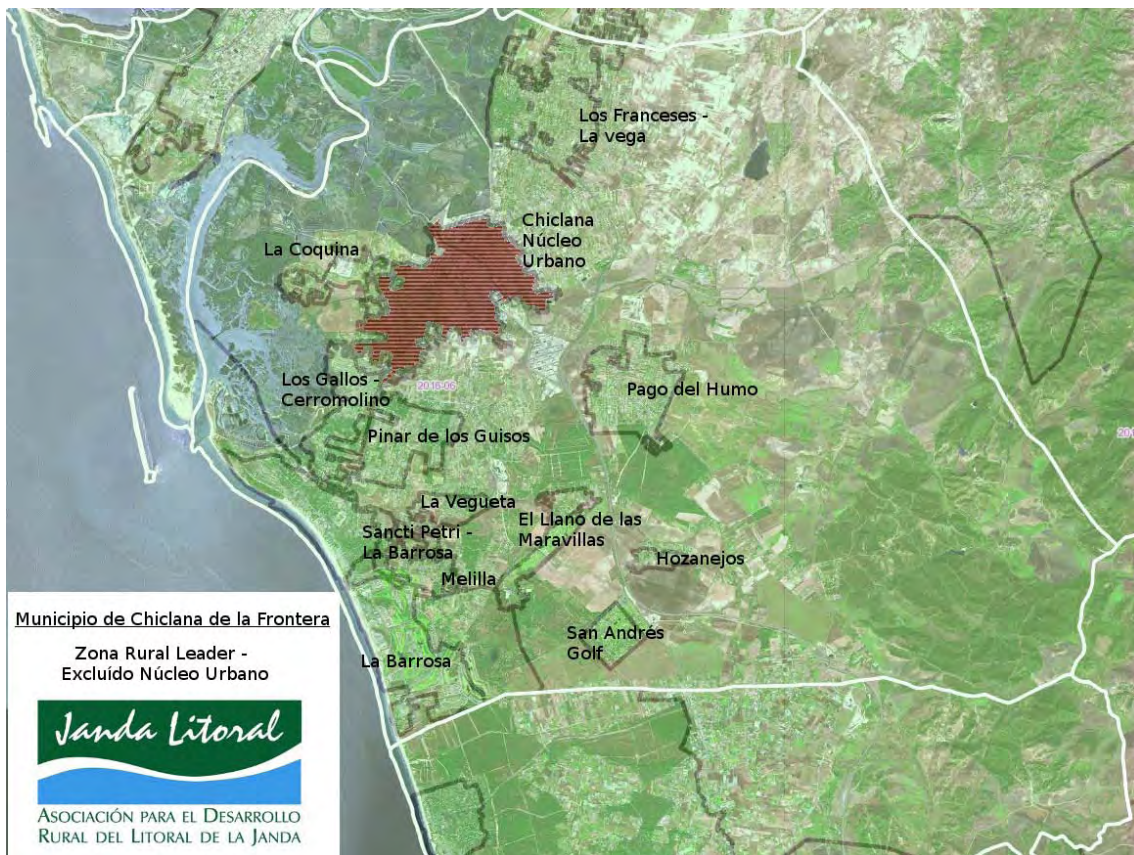 Los Franceses -
La vega
Chiclana
Núcleo
Urbano
La Coquina
Los Gallos -
Cerromolino
2018-06
Pago del Humo
Pinar de los Guisos
La Vegueta
El Llano de las
Maravillas
Sancti Petri -
La Barrosa
Hozanejos
Melilla
San Andrés
Golf
La Barrosa
Municipio de Chiclana de la Frontera
Zona Rural Leader -
Excluído Núcleo Urbano
Janda Litoral
ASOCIACIÓN PARA EL DESARROLLO
RURAL DEL LITORAL DE LA JANDA